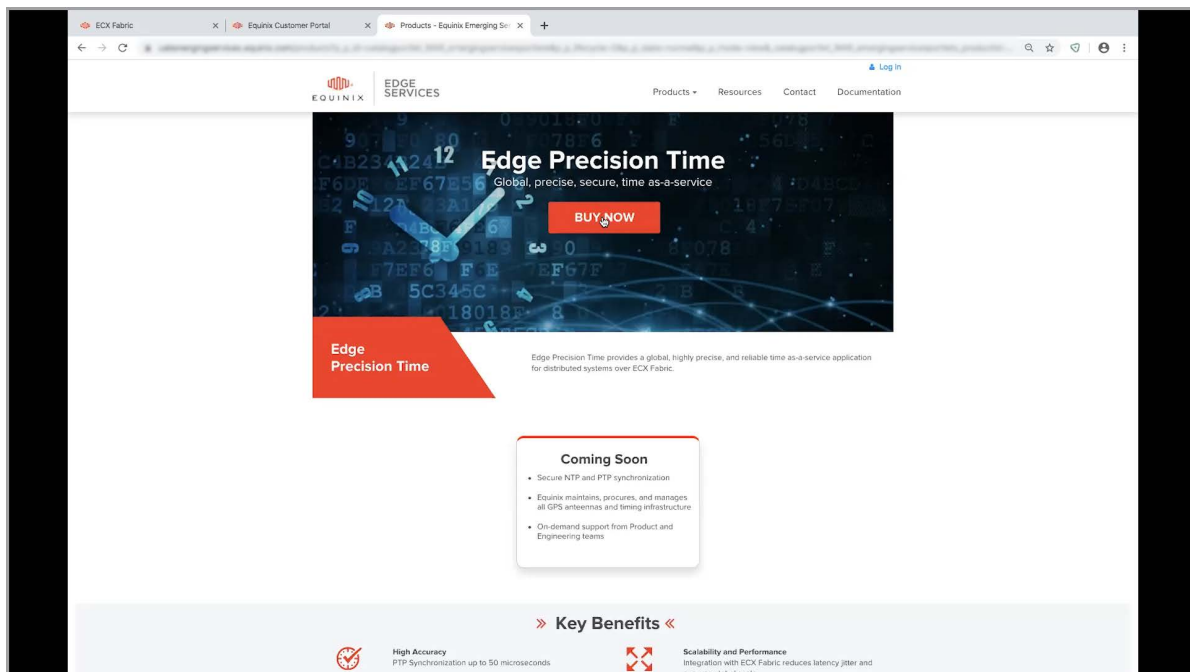 ECX Fabric
Equinix Customer Portal
Products - Equinix Emerging Ser
Log in
EQUINIX
EDGE
SERVICES
Products
Resources
Contact
Documentation
12
11
10
Edge Precision Time
Global, precise, secure, time as-a-service
BUY NOW
Edge
Precision Time
Edge Precision Time provides a global, highly precise, and reliable time as-a-service application
for distributed systems over ECX Fabric.
Coming Soon
Secure NTP and PTP synchronization
Equinix maintains, procures, and manages
all GPS anteennas and timing infrastructure
On-demand support from Product and
Engineering teams
Key Benefits
High Accuracy
PTP Synchronization up to 50 microseconds
Scalability and Performance
Integration with ECX Fabric reduces latency jitter and